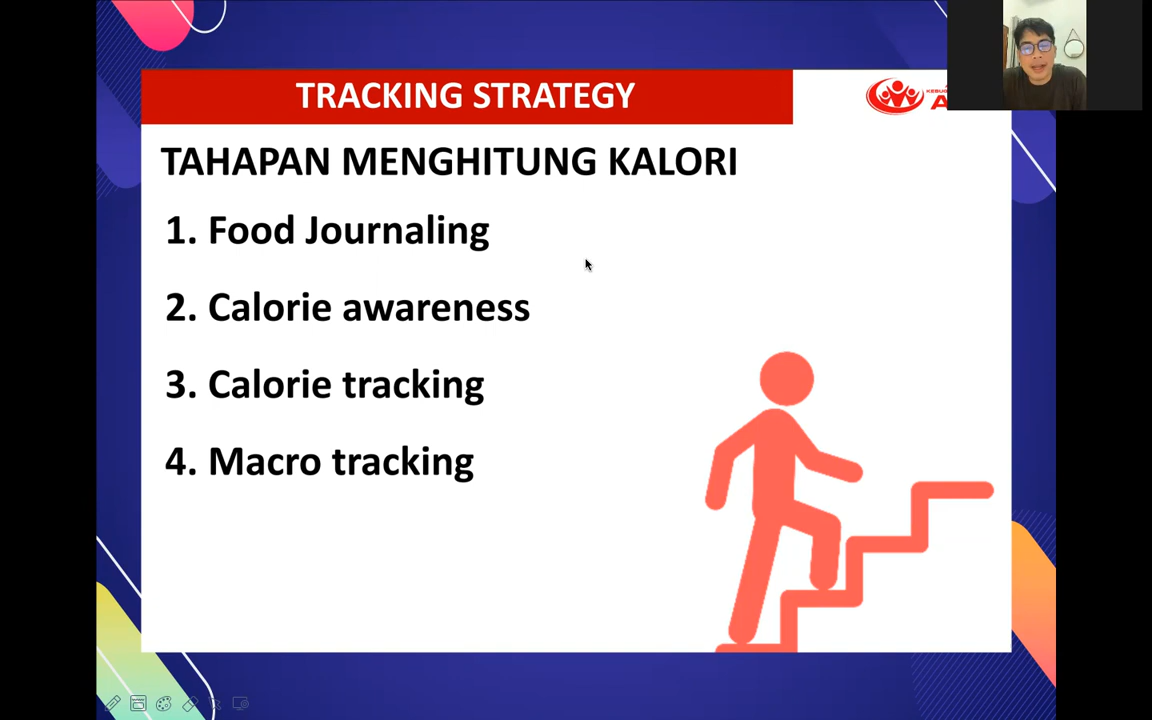 TRACKING STRATEGY
TAHAPAN MENGHITUNG KALORI
1. Food Journaling
2. Calorie awareness
3. Calorie tracking
4. Macro tracking